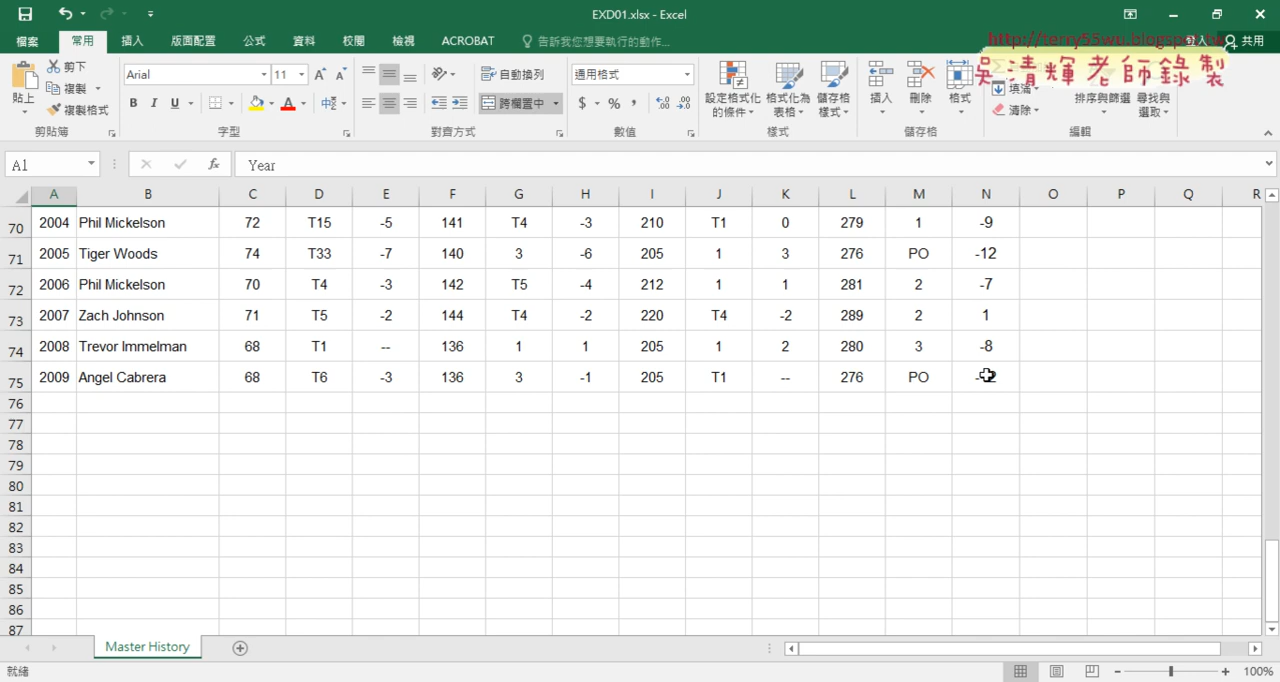 EXD01.xlsx - Excel
http://terry55wu.blogspot.tw
檔案 常用 插入 版面配置 公式 資料 校閱 檢視 ACROBAT 告訴我您想要執行的動作... 登入 共用
吳清輝老師錄製
剪下 Arial 11 自動換列 通用格式
貼上 複製 設定格式化的條件 格式化為表格 儲存格樣式 插入 刪除 格式 填滿 排序與篩選 尋找與選取
複製格式 B I U 跨欄置中 $ % 清除
剪貼簿 字型 對齊方式 數值 樣式 儲存格 編輯
A1 fx Year
A B C D E F G H I J K L M N O P Q R
70 2004 Phil Mickelson 72 T15 -5 141 T4 -3 210 T1 0 279 1 -9
71 2005 Tiger Woods 74 T33 -7 140 3 -6 205 1 3 276 PO -12
72 2006 Phil Mickelson 70 T4 -3 142 T5 -4 212 1 1 281 2 -7
73 2007 Zach Johnson 71 T5 -2 144 T4 -2 220 T4 -2 289 2 1
74 2008 Trevor Immelman 68 T1 -- 136 1 1 205 1 2 280 3 -8
75 2009 Angel Cabrera 68 T6 -3 136 3 -1 205 T1 -- 276 PO
76
77
78
79
80
81
82
83
84
85
86
87
Master History
就緒 100%